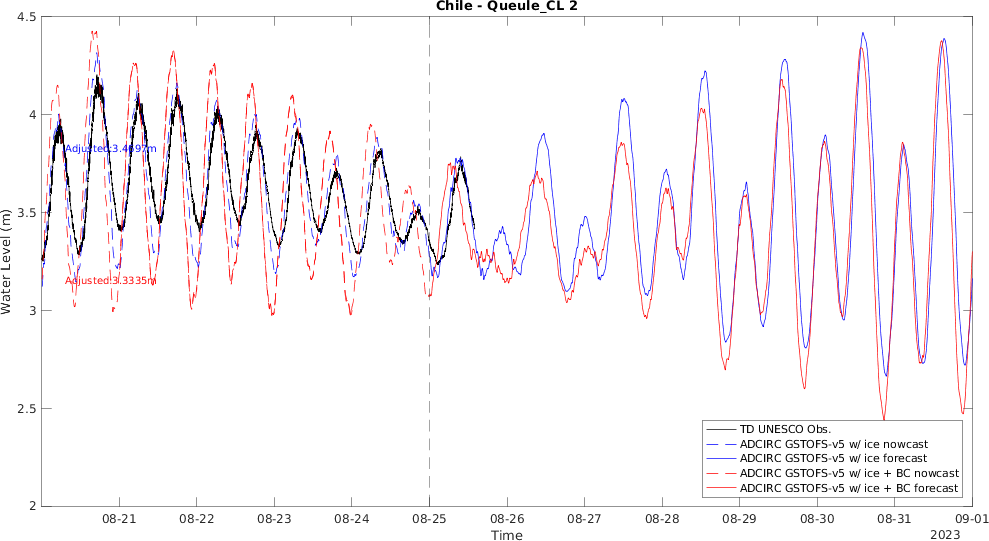 Chile - Queule_CL 2
4.5
4
3.5
3
2.5
2
Water Level (m)
Adjusted:3.4697m
Adjusted:3.3335m
TD UNESCO Obs.
ADCIRC GSTOFS-v5 w/ ice nowcast
ADCIRC GSTOFS-v5 w/ ice forecast
ADCIRC GSTOFS-v5 w/ ice + BC nowcast
ADCIRC GSTOFS-v5 w/ ice + BC forecast
08-21 08-22 08-23 08-24 08-25 08-26 08-27 08-28 08-29 08-30 08-31 09-01
Time
2023